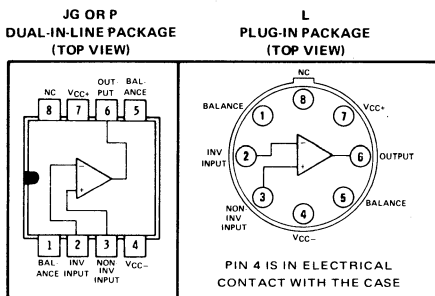 JG OR P
DUAL-IN-LINE PACKAGE
(TOP VIEW)
NC VCC+ OUT- PUT BAL- ANCE
8 7 6 5
1 2 3 4
BAL- ANCE INV INPUT NON INV INPUT VCC-
L
PLUG-IN PACKAGE
(TOP VIEW)
NC
8
BALANCE 1 7 VCC+
INV INPUT 2 6 OUTPUT
NON INV INPUT 3 5 BALANCE
4
VCC-
PIN 4 IS IN ELECTRICAL
CONTACT WITH THE CASE